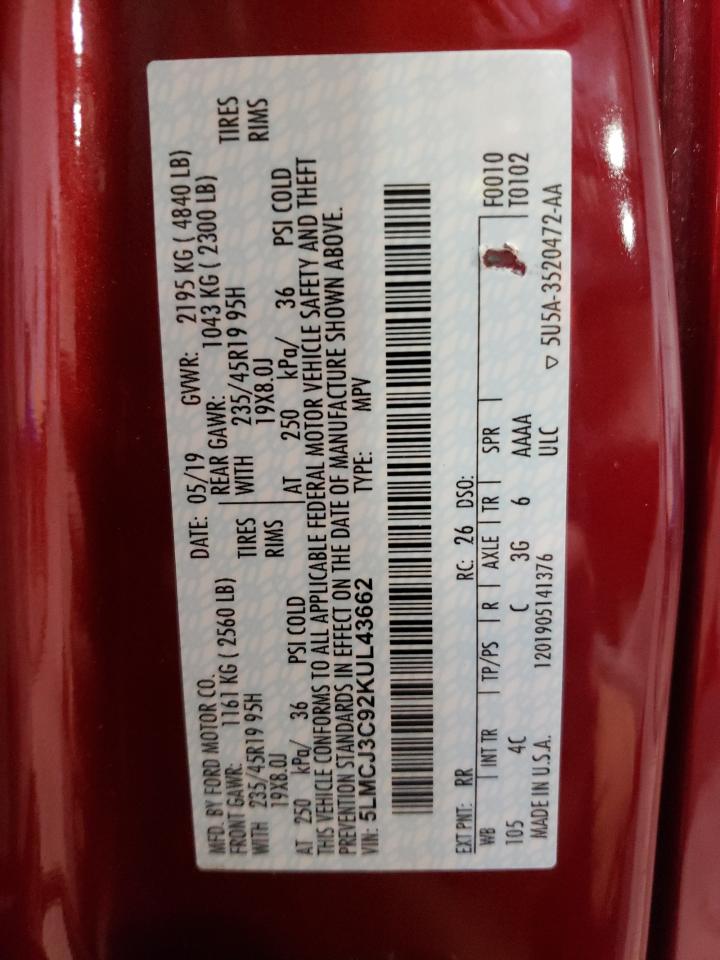 MFD. BY FORD MOTOR CO. DATE: 05/19 GVWR: 2195 KG ( 4840 LB)
FRONT GAWR: 1161 KG ( 2560 LB) REAR GAWR: 1043 KG ( 2300 LB)
WITH 235/45R19 95H TIRES WITH 235/45R19 95H TIRES
19X8.0J RIMS 19X8.0J RIMS
AT 250 kPa/ 36 PSI COLD AT 250 kPa/ 36 PSI COLD
THIS VEHICLE CONFORMS TO ALL APPLICABLE FEDERAL MOTOR VEHICLE SAFETY AND THEFT
PREVENTION STANDARDS IN EFFECT ON THE DATE OF MANUFACTURE SHOWN ABOVE.
VIN: 5LMCJ3C92KUL43662 TYPE: MPV
EXT PNT: RR RC: 26 DSO:
WB INT TR TP/PS R AXLE TR SPR F0010
105 4C C 3G 6 AAAA T0102
MADE IN U.S.A. 1201905141376 ULC ▽ 5U5A-3520472-AA